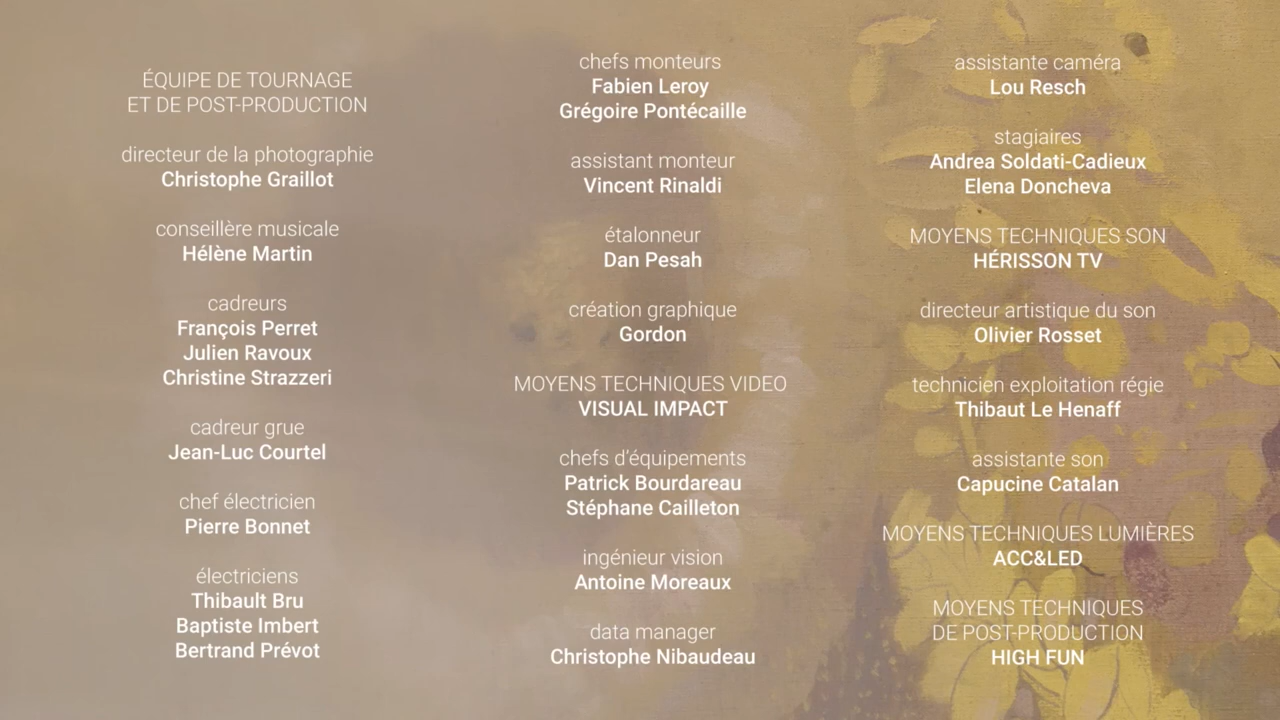 ÉQUIPE DE TOURNAGE
ET DE POST-PRODUCTION
directeur de la photographie
Christophe Graillot
conseillère musicale
Hélène Martin
cadreurs
François Perret
Julien Ravoux
Christine Strazzeri
cadreur grue
Jean-Luc Courtel
chef électricien
Pierre Bonnet
électriciens
Thibault Bru
Baptiste Imbert
Bertrand Prévot
chefs monteurs
Fabien Leroy
Grégoire Pontécaille
assistant monteur
Vincent Rinaldi
étalonneur
Dan Pesah
création graphique
Gordon
MOYENS TECHNIQUES VIDEO
VISUAL IMPACT
chefs d'équipements
Patrick Bourdareau
Stéphane Cailleton
ingénieur vision
Antoine Moreaux
data manager
Christophe Nibaudeau
assistante caméra
Lou Resch
stagiaires
Andrea Soldati-Cadieux
Elena Doncheva
MOYENS TECHNIQUES SON
HÉRISSON TV
directeur artistique du son
Olivier Rosset
technicien exploitation régie
Thibaut Le Henaff
assistante son
Capucine Catalan
MOYENS TECHNIQUES LUMIÈRES
ACC&LED
MOYENS TECHNIQUES
DE POST-PRODUCTION
HIGH FUN